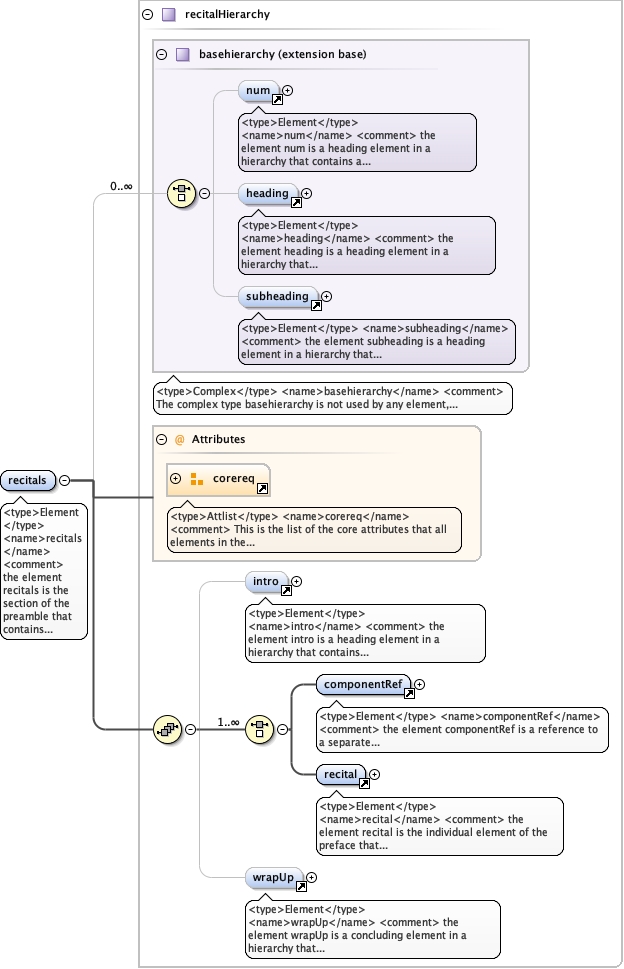 recitalHierarchy
basehierarchy (extension base)
num
<type>Element</type>
<name>num</name> <comment> the
element num is a heading element in a
hierarchy that contains a...
0..∞
heading
<type>Element</type>
<name>heading</name> <comment> the
element heading is a heading element in a
hierarchy that...
subheading
<type>Element</type> <name>subheading</name>
<comment> the element subheading is a heading
element in a hierarchy that...
<type>Complex</type> <name>basehierarchy</name> <comment>
The complex type basehierarchy is not used by any element,...
@ Attributes
corereq
<type>Attlist</type> <name>corereq</name>
<comment> This is the list of the core attributes that all
elements in the...
recitals
<type>Element
</type>
<name>recitals
</name>
<comment>
the element
recitals is the
section of the
preamble that
contains...
intro
<type>Element</type>
<name>intro</name> <comment> the
element intro is a heading element in a
hierarchy that contains...
1..∞
componentRef
<type>Element</type> <name>componentRef</name>
<comment> the element componentRef is a reference to
a separate...
recital
<type>Element</type>
<name>recital</name> <comment> the
element recital is the individual element of the
preface that...
wrapUp
<type>Element</type>
<name>wrapUp</name> <comment> the
element wrapUp is a concluding element in a
hierarchy that...